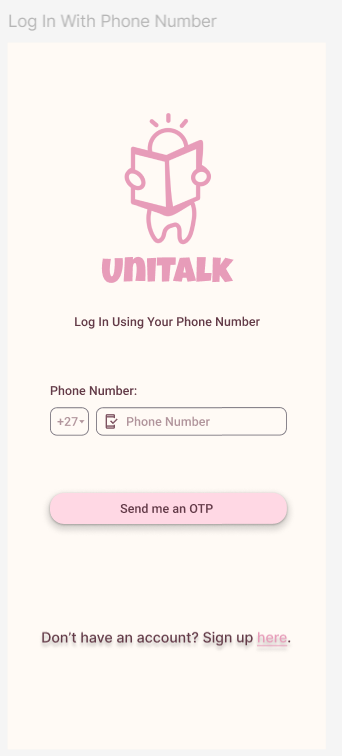 Log In With Phone Number
UNITALK
Log In Using Your Phone Number
Phone Number:
+27 Phone Number
Send me an OTP
Don't have an account? Sign up here.